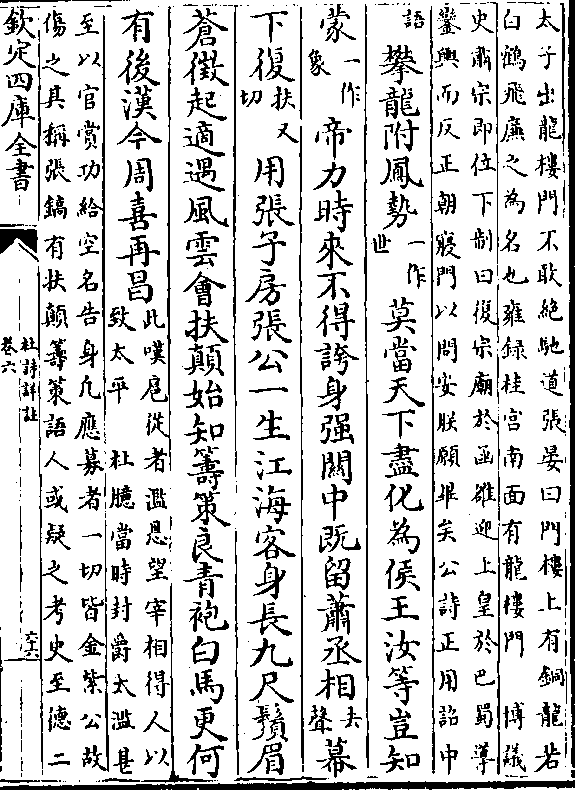 太子出龍樓門不敢絶馳道張晏曰門樓上有銅龍若
白鶴飛廉之為名也雍録桂宫南面有龍樓門 博議
史肅宗即位下制曰復宗廟於函雒迎上皇於巴蜀導
鑾輿而反正朝寢門以問安朕願畢矣公詩正用詔中
語 攀龍附鳳勢一作世莫當天下盡化為侯王汝等豈知
蒙一作象帝力時來不得誇身强關中既留蕭丞相去聲幕
下復扶又切用張子房張公一生江海客身長九尺鬚眉
蒼徵起適遇風雲會扶顛始知籌策良青袍白馬更何
有後漢今周喜再昌此嘆扈從者濫恩望宰相得人以致太平 杜臆當時封爵太濫甚
至以官賞功給空名告身凡應募者一切皆金紫公故
傷之其稱張鎬有扶顛籌策語人或疑之考史至德二
欽定四庫全書
杜詩詳註
卷六
六十六